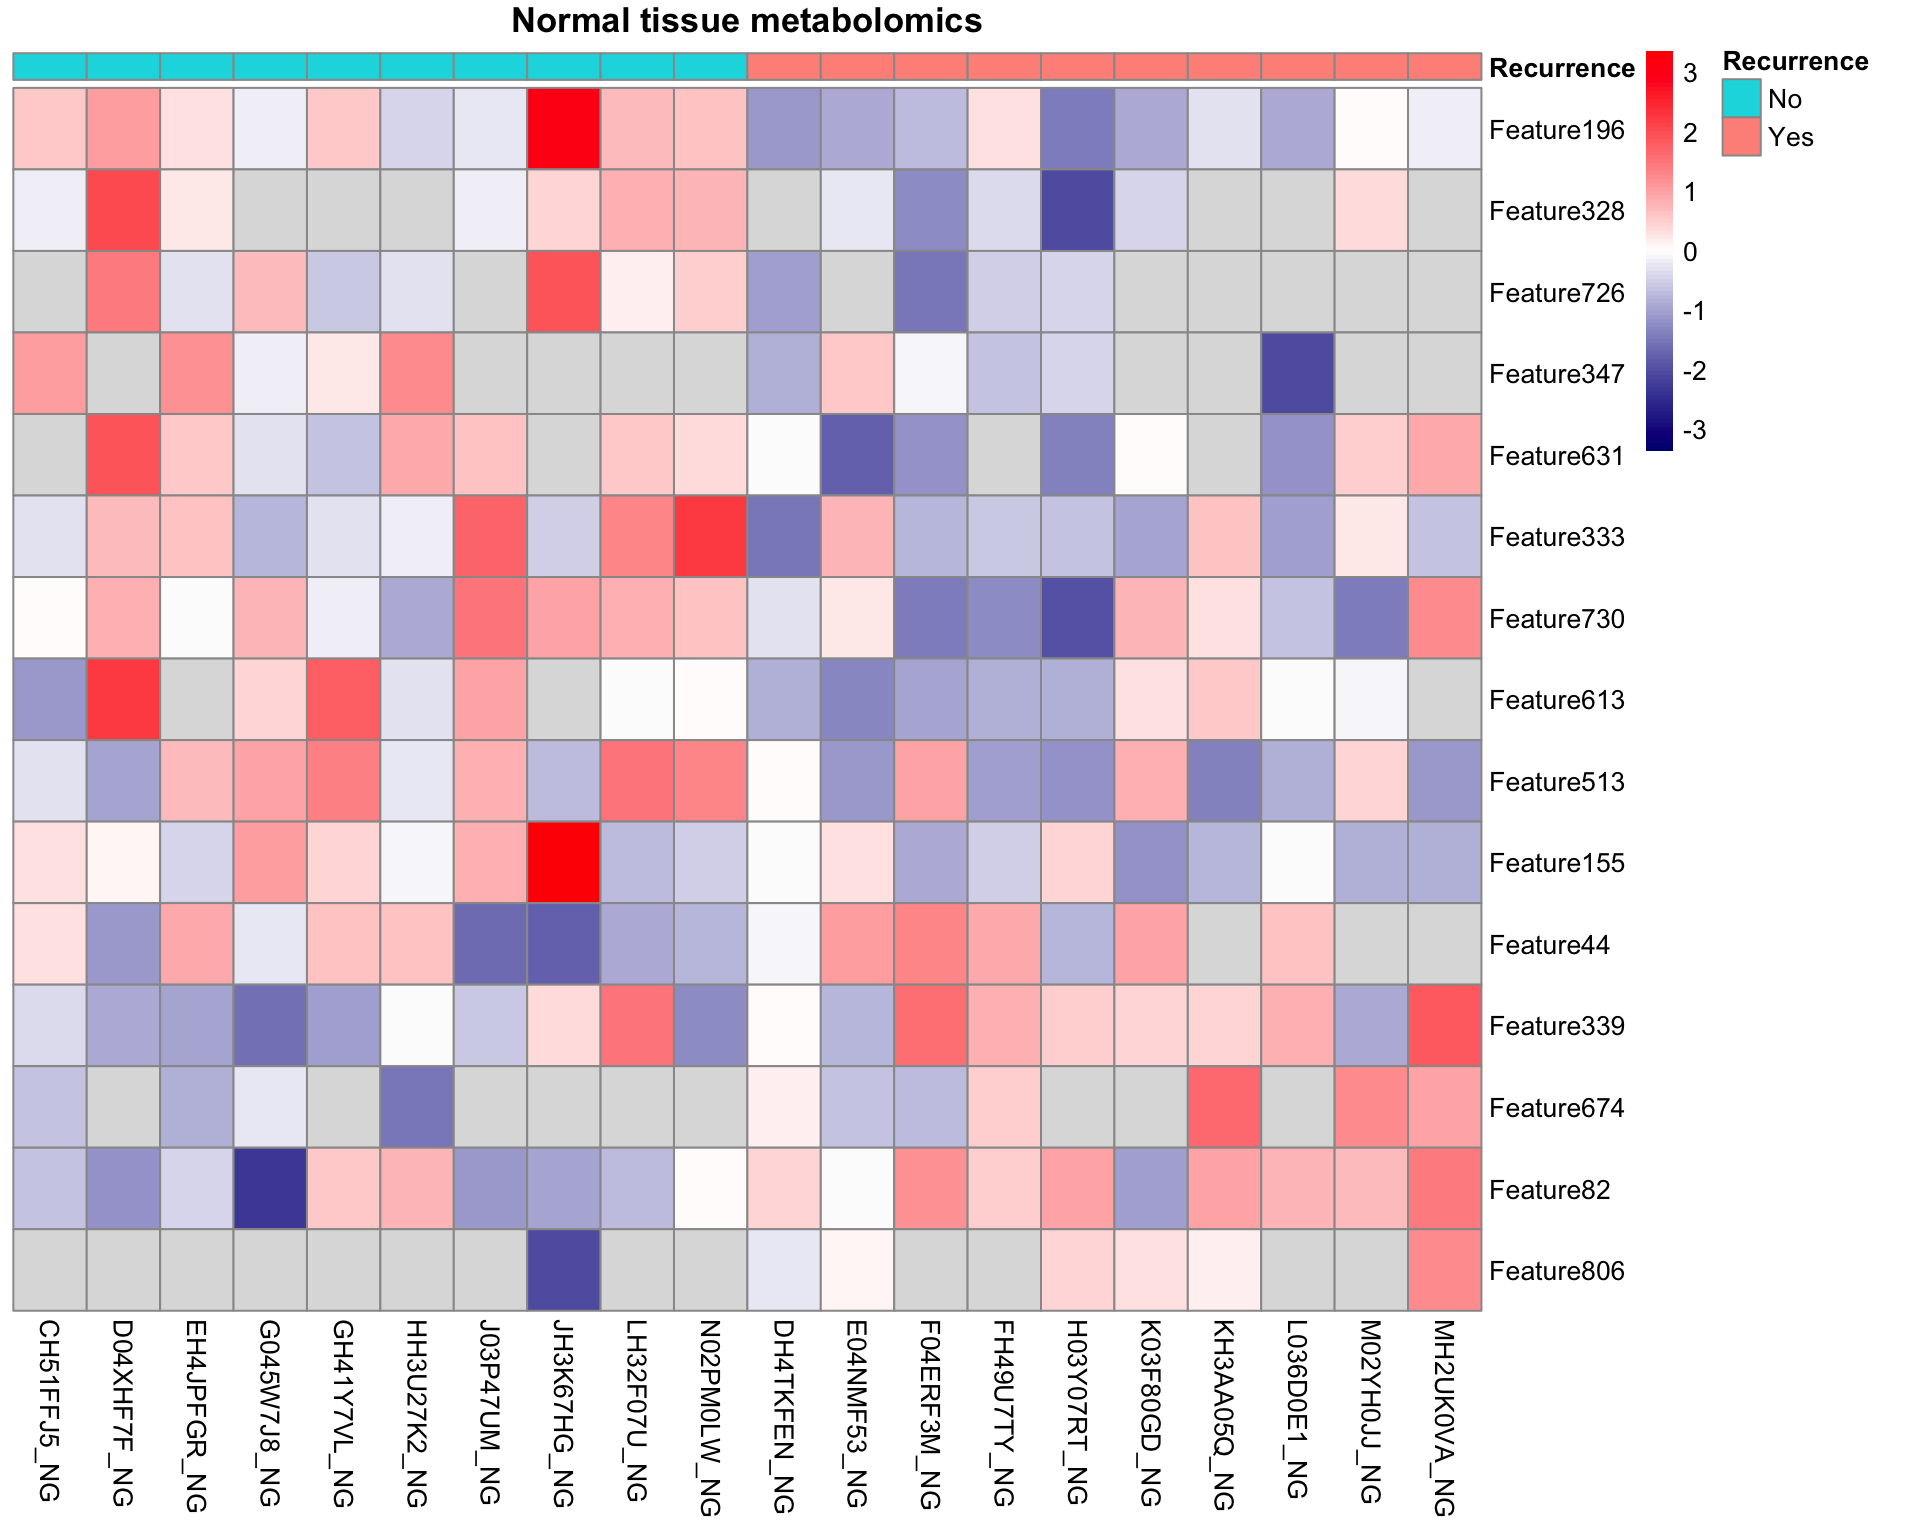 Normal tissue metabolomics
Recurrence
Feature196
Feature328
Feature726
Feature347
Feature631
Feature333
Feature730
Feature613
Feature513
Feature155
Feature44
Feature339
Feature674
Feature82
Feature806
3
2
1
0
-1
-2
-3
Recurrence
No
Yes
CH51FFJ5_NG
D04XHF7F_NG
EH4JPFGR_NG
G045W7J8_NG
GH41Y7VL_NG
HH3U27K2_NG
J03P47UM_NG
JH3K67HG_NG
LH32F07U_NG
N02PM0LW_NG
DH4TKFEN_NG
E04NMF53_NG
F04ERF3M_NG
FH49U7TY_NG
H03Y07RT_NG
K03F80GD_NG
KH3AA05Q_NG
L036D0E1_NG
M02YH0JJ_NG
MH2UK0VA_NG